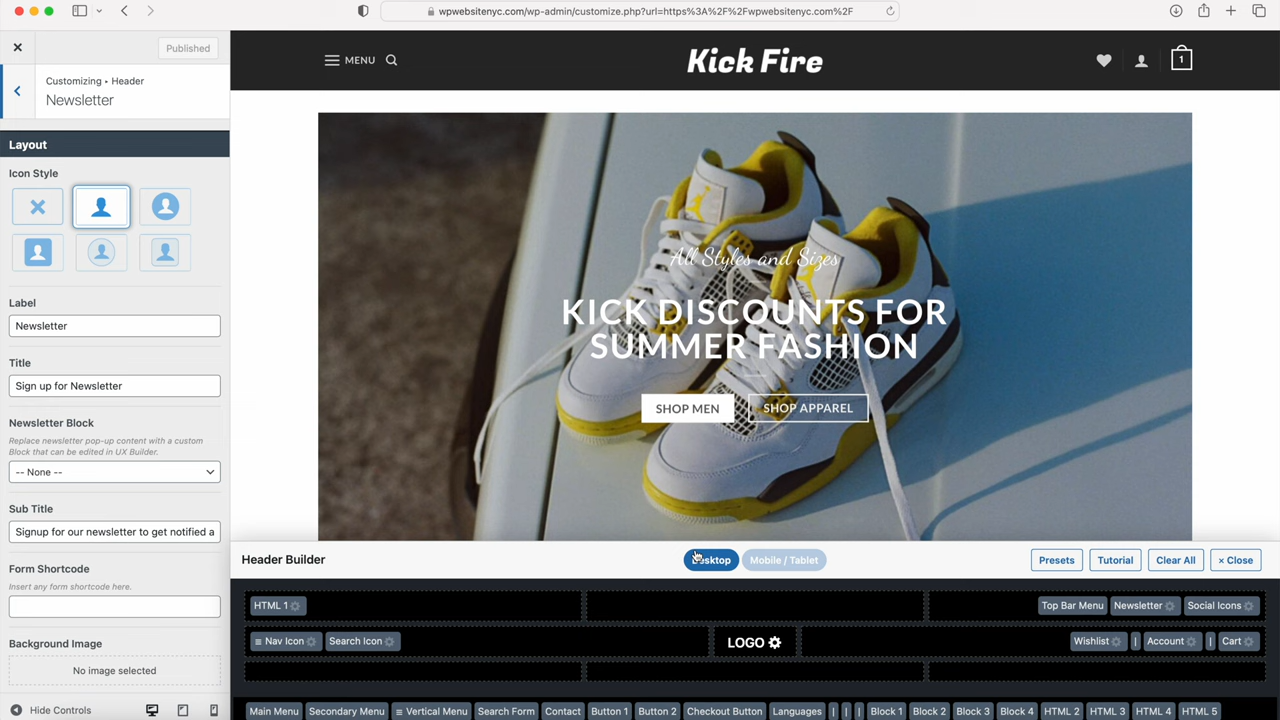 wpwebsitenyc.com/wp-admin/customize.php?url=https%3A%2F%2Fwpwebsitenyc.com%2F
Published
Customizing ▸ Header
Newsletter
Layout
Icon Style
Label
Newsletter
Title
Sign up for Newsletter
Newsletter Block
Replace newsletter pop-up content with a custom
Block that can be edited in UX Builder.
-- None --
Sub Title
Signup for our newsletter to get notified a
Form Shortcode
Insert any form shortcode here.
Background Image
No image selected
Hide Controls
MENU
Kick Fire
1
All Styles and Sizes
KICK DISCOUNTS FOR
SUMMER FASHION
SHOP MEN SHOP APPAREL
Header Builder Desktop Mobile / Tablet Presets Tutorial Clear All × Close
HTML 1 Top Bar Menu Newsletter Social Icons
≡ Nav Icon Search Icon LOGO Wishlist | Account | Cart
Main Menu Secondary Menu ≡ Vertical Menu Search Form Contact Button 1 Button 2 Checkout Button Languages | | | Block 1 Block 2 Block 3 Block 4 HTML 2 HTML 3 HTML 4 HTML 5